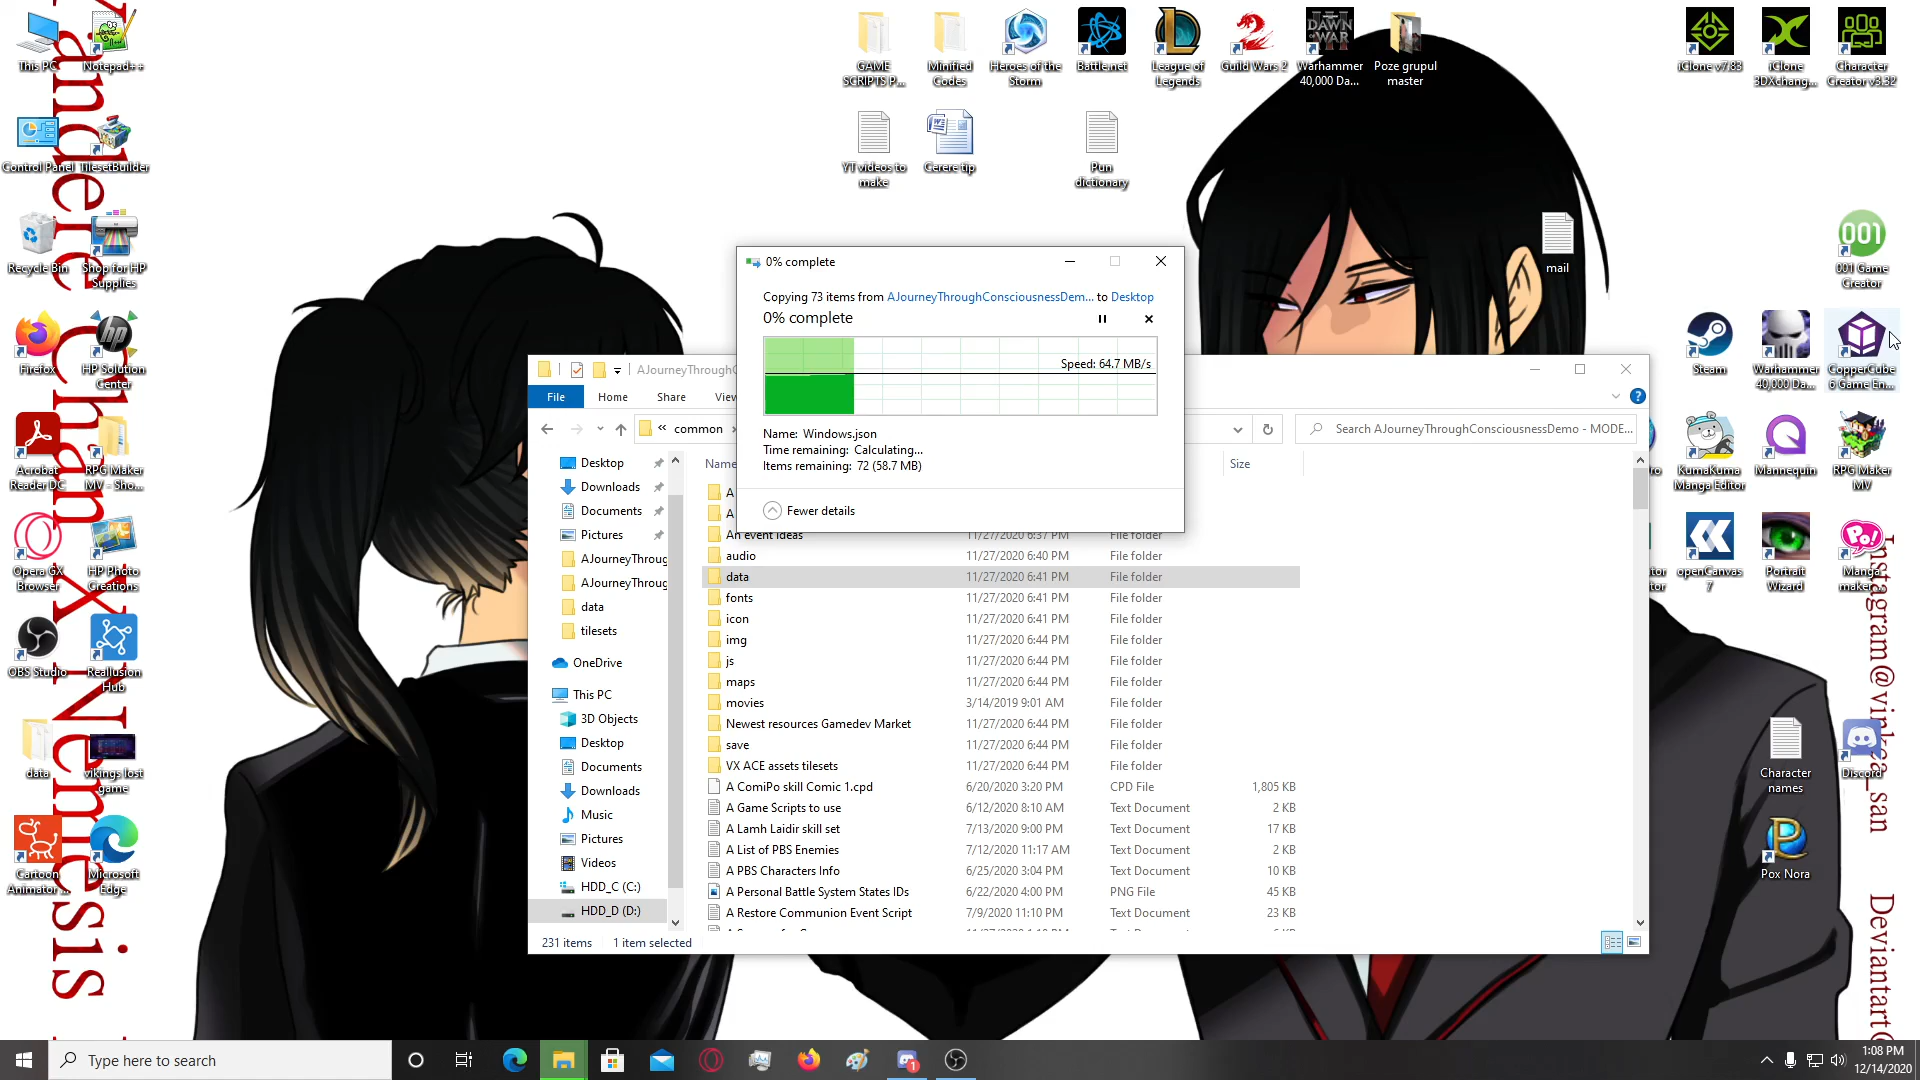 This PC
Notepad++
Control Panel
TilesetBuilder
Recycle Bin
Shop for HP
Supplies
Firefox
HP Solution
Center
Acrobat
Reader DC
RPG Maker
MV - Sho...
Opera GX
Browser
HP Photo
Creations
OBS Studio
Reallusion
Hub
data
vikings lost
game
Cartoon
Animator ...
Microsoft
Edge
Yandere Chan X Nemesis
GAME
SCRIPTS P...
Minified
Codes
Heroes of the
Storm
Battle.net
League of
Legends
Guild Wars 2
Warhammer
40,000 Da...
Poze grupul
master
YT videos to
make
Cerere tip
Pun
dictionary
mail
iClone v7.83
iClone
3DXchang...
Character
Creator v3.32
001
001 Game
Creator
Steam
Warhammer
40,000 Da...
CopperCube
6 Game En...
KumaKuma
Manga Editor
Mannequin
RPG Maker
MV
openCanvas
7
Portrait
Wizard
Manga
maker...
Character
names
Discord
Pox Nora
0% complete
Copying 73 items from AJourneyThroughConsciousnessDem... to Desktop
0% complete
Speed: 64.7 MB/s
Name: Windows.json
Time remaining: Calculating...
Items remaining: 72 (58.7 MB)
Fewer details
File
Home
Share
common
Search AJourneyThroughConsciousnessDemo - MODE...
Size
Desktop
Downloads
Documents
Pictures
data
tilesets
OneDrive
This PC
3D Objects
Desktop
Documents
Downloads
Music
Pictures
Videos
HDD_C (C:)
HDD_D (D:)
An event ideas 11/27/2020 6:37 PM File folder
audio 11/27/2020 6:40 PM File folder
data 11/27/2020 6:41 PM File folder
fonts 11/27/2020 6:41 PM File folder
icon 11/27/2020 6:41 PM File folder
img 11/27/2020 6:44 PM File folder
js 11/27/2020 6:44 PM File folder
maps 11/27/2020 6:44 PM File folder
movies 3/14/2019 9:01 AM File folder
Newest resources Gamedev Market 11/27/2020 6:44 PM File folder
save 11/27/2020 6:44 PM File folder
VX ACE assets tilesets 11/27/2020 6:44 PM File folder
A ComiPo skill Comic 1.cpd 6/20/2020 3:20 PM CPD File 1,805 KB
A Game Scripts to use 6/12/2020 8:10 AM Text Document 2 KB
A Lamh Laidir skill set 7/13/2020 9:00 PM Text Document 17 KB
A List of PBS Enemies 7/12/2020 11:17 AM Text Document 2 KB
A PBS Characters Info 6/25/2020 3:04 PM Text Document 10 KB
A Personal Battle System States IDs 6/22/2020 4:00 PM PNG File 45 KB
A Restore Communion Event Script 7/9/2020 11:10 PM Text Document 23 KB
231 items 1 item selected
Type here to search
1:08 PM
12/14/2020